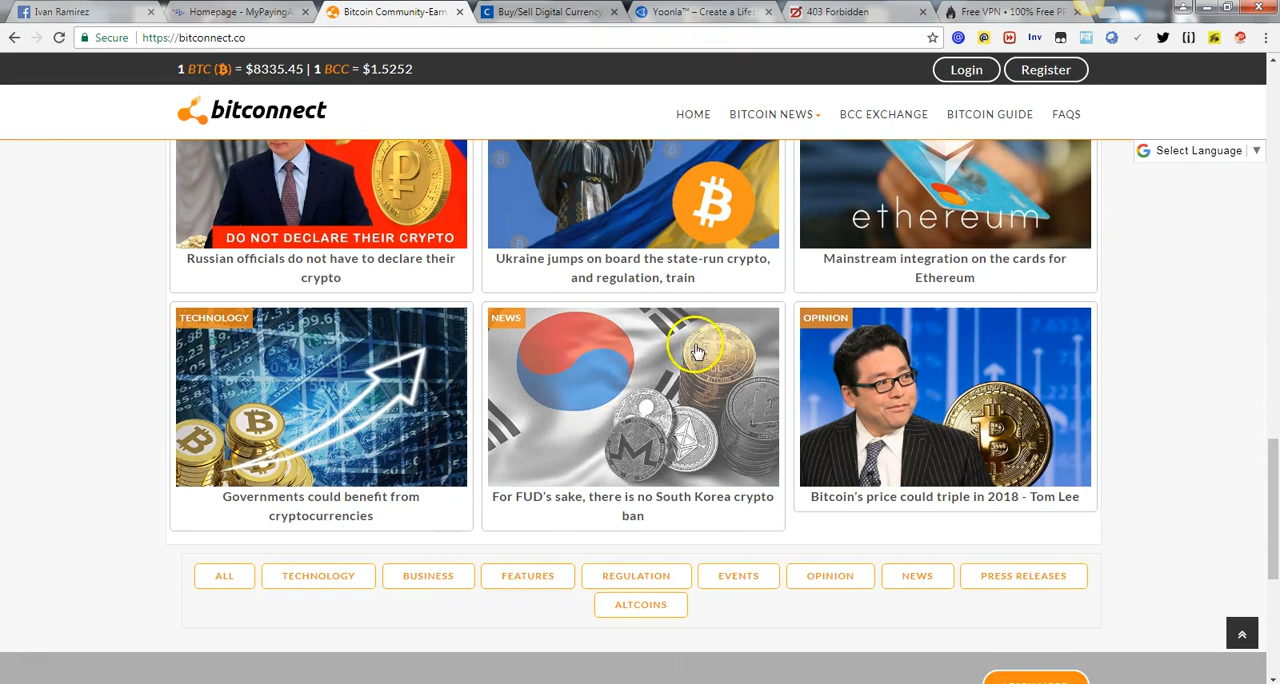 Ivan Ramirez
Homepage - MyPayingA
Bitcoin Community-Earn
Buy/Sell Digital Currency
Yoonla™ – Create a Lifes
403 Forbidden
Free VPN • 100% Free PP
Secure
https://bitconnect.co
Inv
1 BTC (₿) = $8335.45 | 1 BCC = $1.5252
Login
Register
bitconnect
HOME
BITCOIN NEWS
BCC EXCHANGE
BITCOIN GUIDE
FAQS
Select Language
DO NOT DECLARE THEIR CRYPTO
ethereum
Russian officials do not have to declare their
crypto
Ukraine jumps on board the state-run crypto,
and regulation, train
Mainstream integration on the cards for
Ethereum
TECHNOLOGY
NEWS
OPINION
Governments could benefit from
cryptocurrencies
For FUD's sake, there is no South Korea crypto
ban
Bitcoin's price could triple in 2018 - Tom Lee
ALL
TECHNOLOGY
BUSINESS
FEATURES
REGULATION
EVENTS
OPINION
NEWS
PRESS RELEASES
ALTCOINS